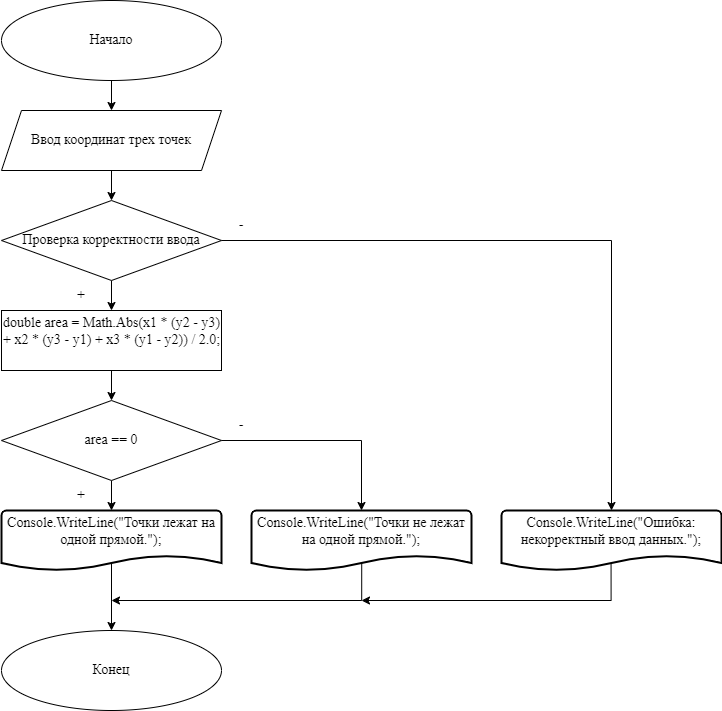 Начало
Ввод координат трех точек
Проверка корректности ввода
-
+
double area = Math.Abs(x1 * (y2 - y3)
+ x2 * (y3 - y1) + x3 * (y1 - y2)) / 2.0;
area == 0
-
+
Console.WriteLine("Точки лежат на
одной прямой.");
Console.WriteLine("Точки не лежат
на одной прямой.");
Console.WriteLine("Ошибка:
некорректный ввод данных.");
Конец